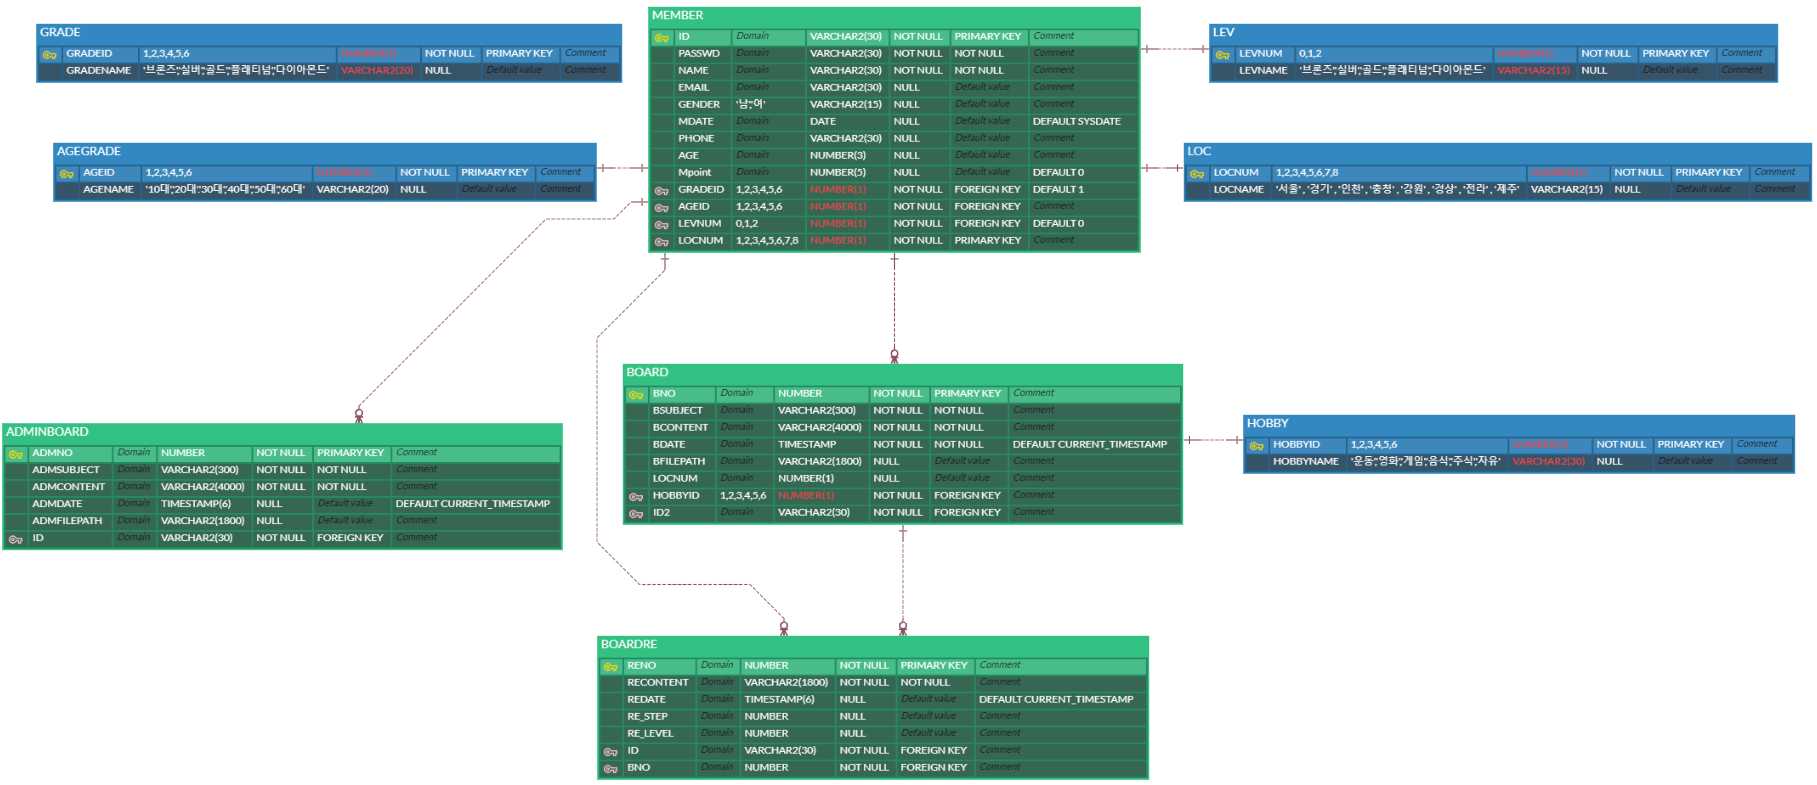 GRADE
GRADEID 1,2,3,4,5,6 NUMBER(1) NOT NULL PRIMARY KEY Comment
GRADENAME '브론즈','실버','골드','플래티넘','다이아몬드' VARCHAR2(20) NULL Default value Comment
AGEGRADE
AGEID 1,2,3,4,5,6 NUMBER(1) NOT NULL PRIMARY KEY Comment
AGENAME '10대','20대','30대','40대','50대','60대' VARCHAR2(20) NULL Default value Comment
MEMBER
ID Domain VARCHAR2(30) NOT NULL PRIMARY KEY Comment
PASSWD Domain VARCHAR2(30) NOT NULL NOT NULL Comment
NAME Domain VARCHAR2(30) NOT NULL NOT NULL Comment
EMAIL Domain VARCHAR2(30) NULL Default value Comment
GENDER '남','여' VARCHAR2(15) NULL Default value Comment
MDATE Domain DATE NULL Default value DEFAULT SYSDATE
PHONE Domain VARCHAR2(30) NULL Default value Comment
AGE Domain NUMBER(3) NULL Default value Comment
Mpoint Domain NUMBER(5) NULL Default value DEFAULT 0
GRADEID 1,2,3,4,5,6 NUMBER(1) NOT NULL FOREIGN KEY DEFAULT 1
AGEID 1,2,3,4,5,6 NUMBER(1) NOT NULL FOREIGN KEY Comment
LEVNUM 0,1,2 NUMBER(1) NOT NULL FOREIGN KEY DEFAULT 0
LOCNUM 1,2,3,4,5,6,7,8 NUMBER(1) NOT NULL PRIMARY KEY Comment
LEV
LEVNUM 0,1,2 NUMBER(1) NOT NULL PRIMARY KEY Comment
LEVNAME '브론즈','실버','골드','플래티넘','다이아몬드' VARCHAR2(15) NULL Default value Comment
LOC
LOCNUM 1,2,3,4,5,6,7,8 NUMBER(1) NOT NULL PRIMARY KEY Comment
LOCNAME '서울' , '경기' , '인천' , '충청' , '강원' , '경상' , '전라' , '제주' VARCHAR2(15) NULL Default value Comment
ADMINBOARD
ADMNO Domain NUMBER NOT NULL PRIMARY KEY Comment
ADMSUBJECT Domain VARCHAR2(300) NOT NULL NOT NULL Comment
ADMCONTENT Domain VARCHAR2(4000) NOT NULL NOT NULL Comment
ADMDATE Domain TIMESTAMP(6) NULL Default value DEFAULT CURRENT_TIMESTAMP
ADMFILEPATH Domain VARCHAR2(1800) NULL Default value Comment
ID Domain VARCHAR2(30) NOT NULL FOREIGN KEY Comment
BOARD
BNO Domain NUMBER NOT NULL PRIMARY KEY Comment
BSUBJECT Domain VARCHAR2(300) NOT NULL NOT NULL Comment
BCONTENT Domain VARCHAR2(4000) NOT NULL NOT NULL Comment
BDATE Domain TIMESTAMP NOT NULL NOT NULL DEFAULT CURRENT_TIMESTAMP
BFILEPATH Domain VARCHAR2(1800) NULL Default value Comment
LOCNUM Domain NUMBER(1) NULL Default value Comment
HOBBYID 1,2,3,4,5,6 NUMBER(1) NOT NULL FOREIGN KEY Comment
ID2 Domain VARCHAR2(30) NOT NULL FOREIGN KEY Comment
HOBBY
HOBBYID 1,2,3,4,5,6 NUMBER(1) NOT NULL PRIMARY KEY Comment
HOBBYNAME '운동','영화','게임','음식','주식','자유' VARCHAR2(30) NULL Default value Comment
BOARDRE
RENO Domain NUMBER NOT NULL PRIMARY KEY Comment
RECONTENT Domain VARCHAR2(1800) NOT NULL NOT NULL Comment
REDATE Domain TIMESTAMP(6) NULL Default value DEFAULT CURRENT_TIMESTAMP
RE_STEP Domain NUMBER NULL Default value Comment
RE_LEVEL Domain NUMBER NULL Default value Comment
ID Domain VARCHAR2(30) NOT NULL FOREIGN KEY Comment
BNO Domain NUMBER NOT NULL FOREIGN KEY Comment